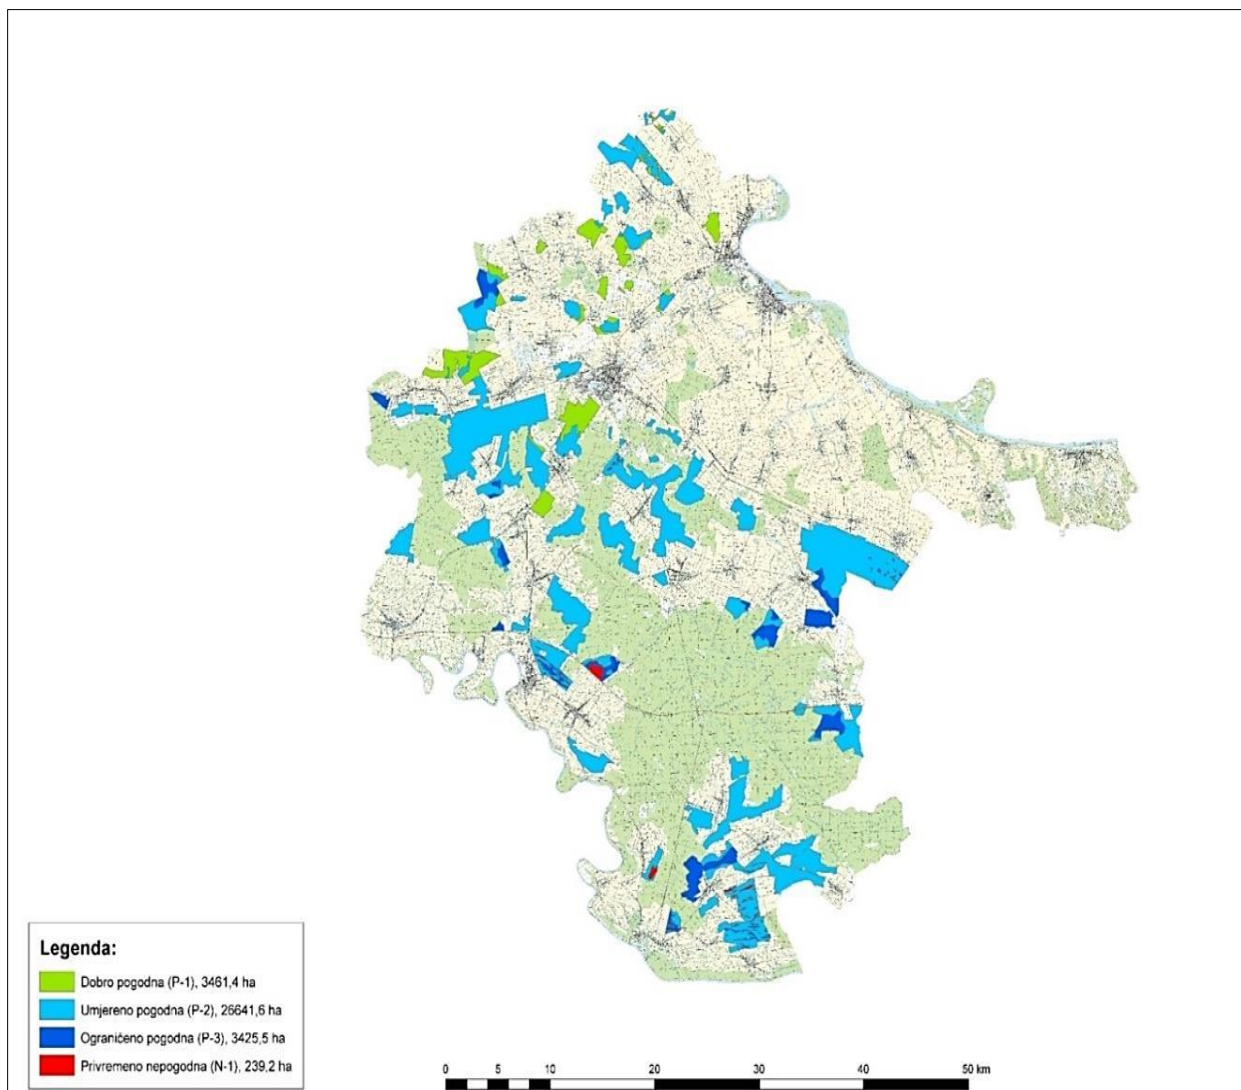 Legenda:
Dobro pogodna (P-1), 3461,4 ha
Umjereno pogodna (P-2), 26641,6 ha
Ograničeno pogodna (P-3), 3425,5 ha
Privremeno nepogodna (N-1), 239,2 ha
0 5 10 20 30 40 50 km